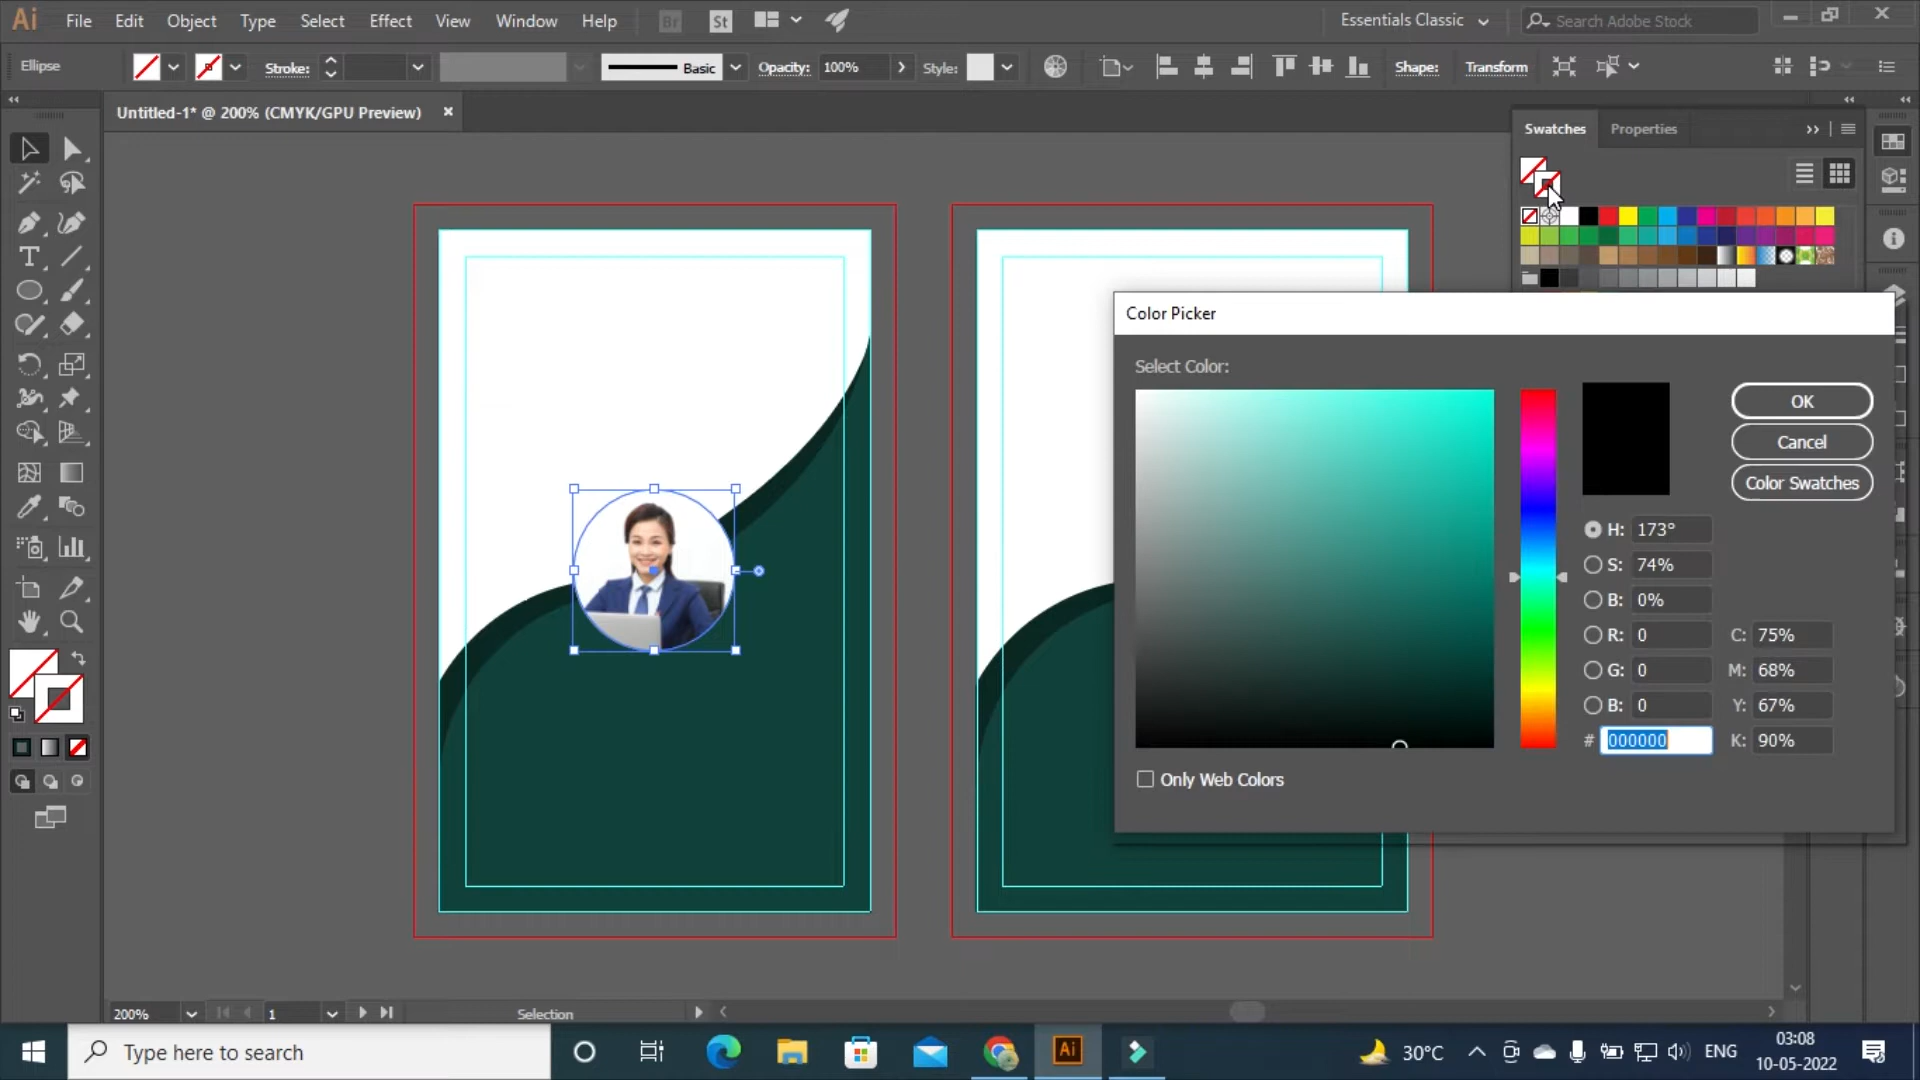 Ai File Edit Object Type Select Effect View Window Help Br St Essentials Classic Search Adobe Stock
Ellipse Stroke: Basic Opacity: 100% Style: Shape: Transform
Untitled-1* @ 200% (CMYK/GPU Preview) ×
Swatches Properties
Color Picker
Select Color:
OK
Cancel
Color Swatches
H: 173°
S: 74%
B: 0%
R: 0 C: 75%
G: 0 M: 68%
B: 0 Y: 67%
# 000000 K: 90%
Only Web Colors
200% 1 Selection
Type here to search Ai 30°C ENG 03:08
10-05-2022